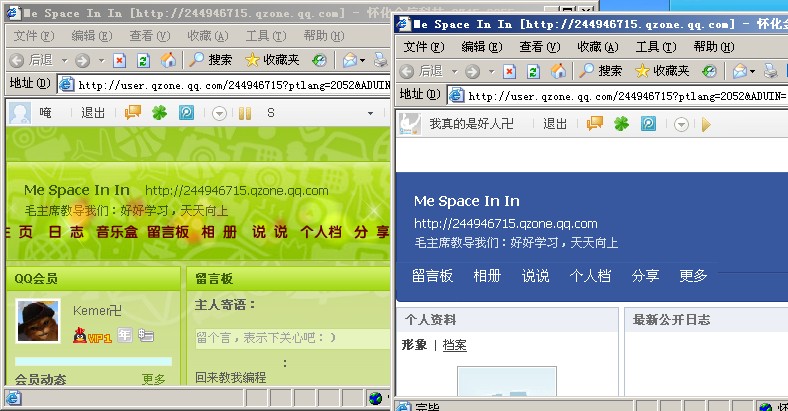 Me Space In In [http://244946715.qzone.qq.com] - 怀化
文件(F) 编辑(E) 查看(V) 收藏(A) 工具(T) 帮助(H)
后退 搜索 收藏夹
地址(D) http://user.qzone.qq.com/244946715?ptlang=2052&ADUIN
唵 退出 S
Me Space In In http://244946715.qzone.qq.com
毛主席教导我们：好好学习，天天向上
主 页 日 志 音乐盒 留言板 相 册 说 说 个人档 分 享
QQ会员
Kemer卍
VIP1
会员动态 更多
留言板
主人寄语：
留个言，表示下关心吧：）
：
回来教我编程
Me Space In In [http://244946715.qzone.qq.com] - 怀化
文件(F) 编辑(E) 查看(V) 收藏(A) 工具(T) 帮助(H)
后退 搜索 收藏夹
地址(D) http://user.qzone.qq.com/244946715?ptlang=2052&ADUIN=
我真的是好人卍 退出
Me Space In In
http://244946715.qzone.qq.com
毛主席教导我们：好好学习，天天向上
留言板 相册 说说 个人档 分享 更多
个人资料
形象 | 档案
最新公开日志
完毕